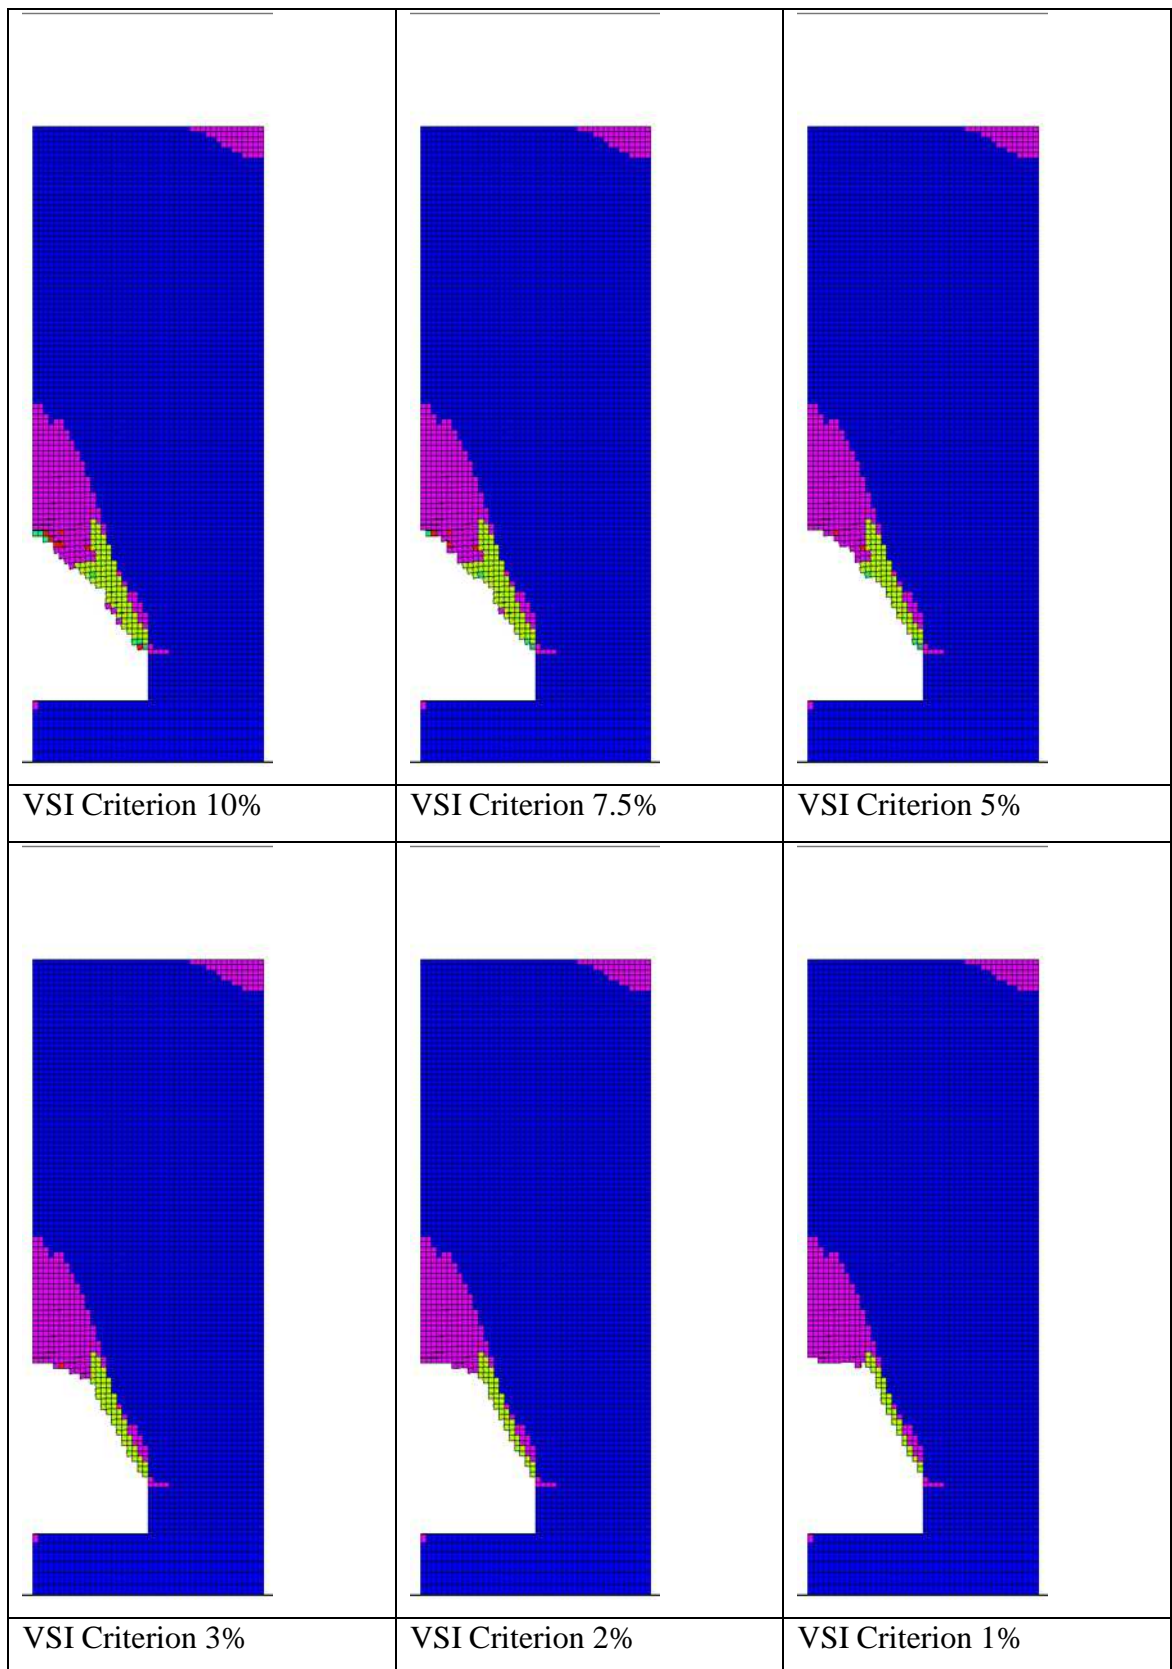 VSI Criterion 10%
VSI Criterion 7.5%
VSI Criterion 5%
VSI Criterion 3%
VSI Criterion 2%
VSI Criterion 1%